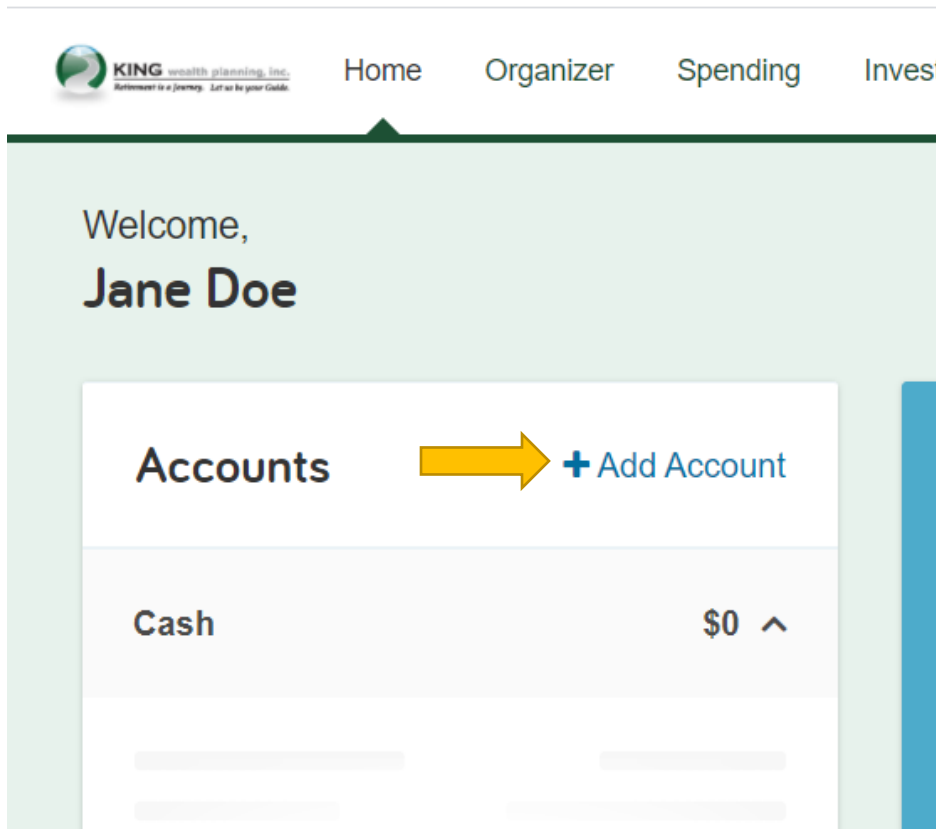 KING wealth planning, inc.
Retirement is a Journey. Let us be your Guide.
Home Organizer Spending Inves
Welcome,
Jane Doe
Accounts + Add Account
Cash $0